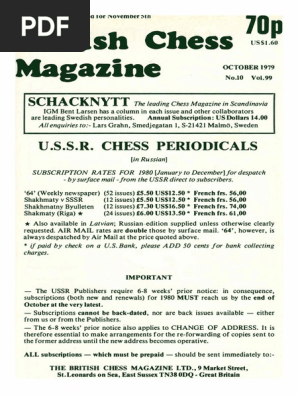 PDF
for November 5th
70p
US$1.60
ish Chess
Magazine
OCTOBER 1979
No.10 Vol.99
SCHACKNYTT The leading Chess Magazine in Scandinavia
IGM Bent Larsen has a column in each issue and other collaborators
are leading Swedish personalities. Annual Subscription: US Dollars 14.00
All enquiries to:- Lars Grahn, Smedjegatan 1, S-21421 Malmö, Sweden
U.S.S.R. CHESS PERIODICALS
[in Russian]
SUBSCRIPTION RATES FOR 1980 [January to December] for despatch
- by surface mail - from the USSR direct to subscribers.
'64' (Weekly newspaper) (52 issues) £5.50 US$12.50 * French frs. 56,00
Shakhmaty v SSSR (12 issues) £5.50 US$12.50 * French frs. 56,00
Shakhmatny Bulleten (12 issues) £7.30 US$16.50 * French frs. 74,00
Shakmaty (Riga) ★ (24 issues) £6.00 US$13.50 * French frs. 61,00
★ Also available in Latvian; Russian edition supplied unless otherwise clearly
requested. AIR MAIL rates are double those by surface mail. '64', however, is
always despatched by Air Mail at the price quoted above.
* if paid by check on a U.S. Bank, please ADD 50 cents for bank collecting
charges.
IMPORTANT
— The USSR Publishers require 6-8 weeks' prior notice: in consequence,
subscriptions (both new and renewals) for 1980 MUST reach us by the end of
October at the very latest.
— Subscriptions cannot be back-dated, nor are back issues available — either
from us or from the Publishers.
— The 6-8 weeks' prior notice also applies to CHANGE OF ADDRESS. It is
therefore essential to make arrangements for the re-forwarding of copies sent to
the former address until the new address becomes operative.
ALL subscriptions — which must be prepaid — should be sent immediately to:-
THE BRITISH CHESS MAGAZINE LTD., 9 Market Street,
St.Leonards on Sea, East Sussex TN38 0DQ - Great Britain